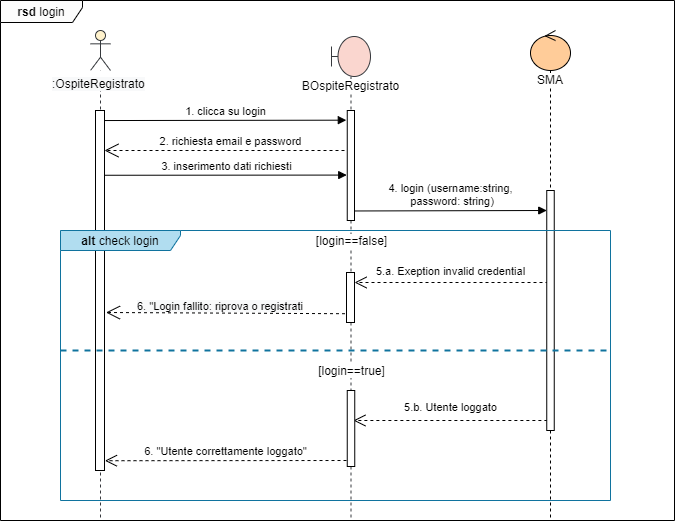 rsd login
:OspiteRegistrato
BOspiteRegistrato
SMA
1. clicca su login
2. richiesta email e password
3. inserimento dati richiesti
4. login (username:string,
password: string)
alt check login
[login==false]
5.a. Exeption invalid credential
6. "Login fallito: riprova o registrati
[login==true]
5.b. Utente loggato
6. "Utente correttamente loggato"